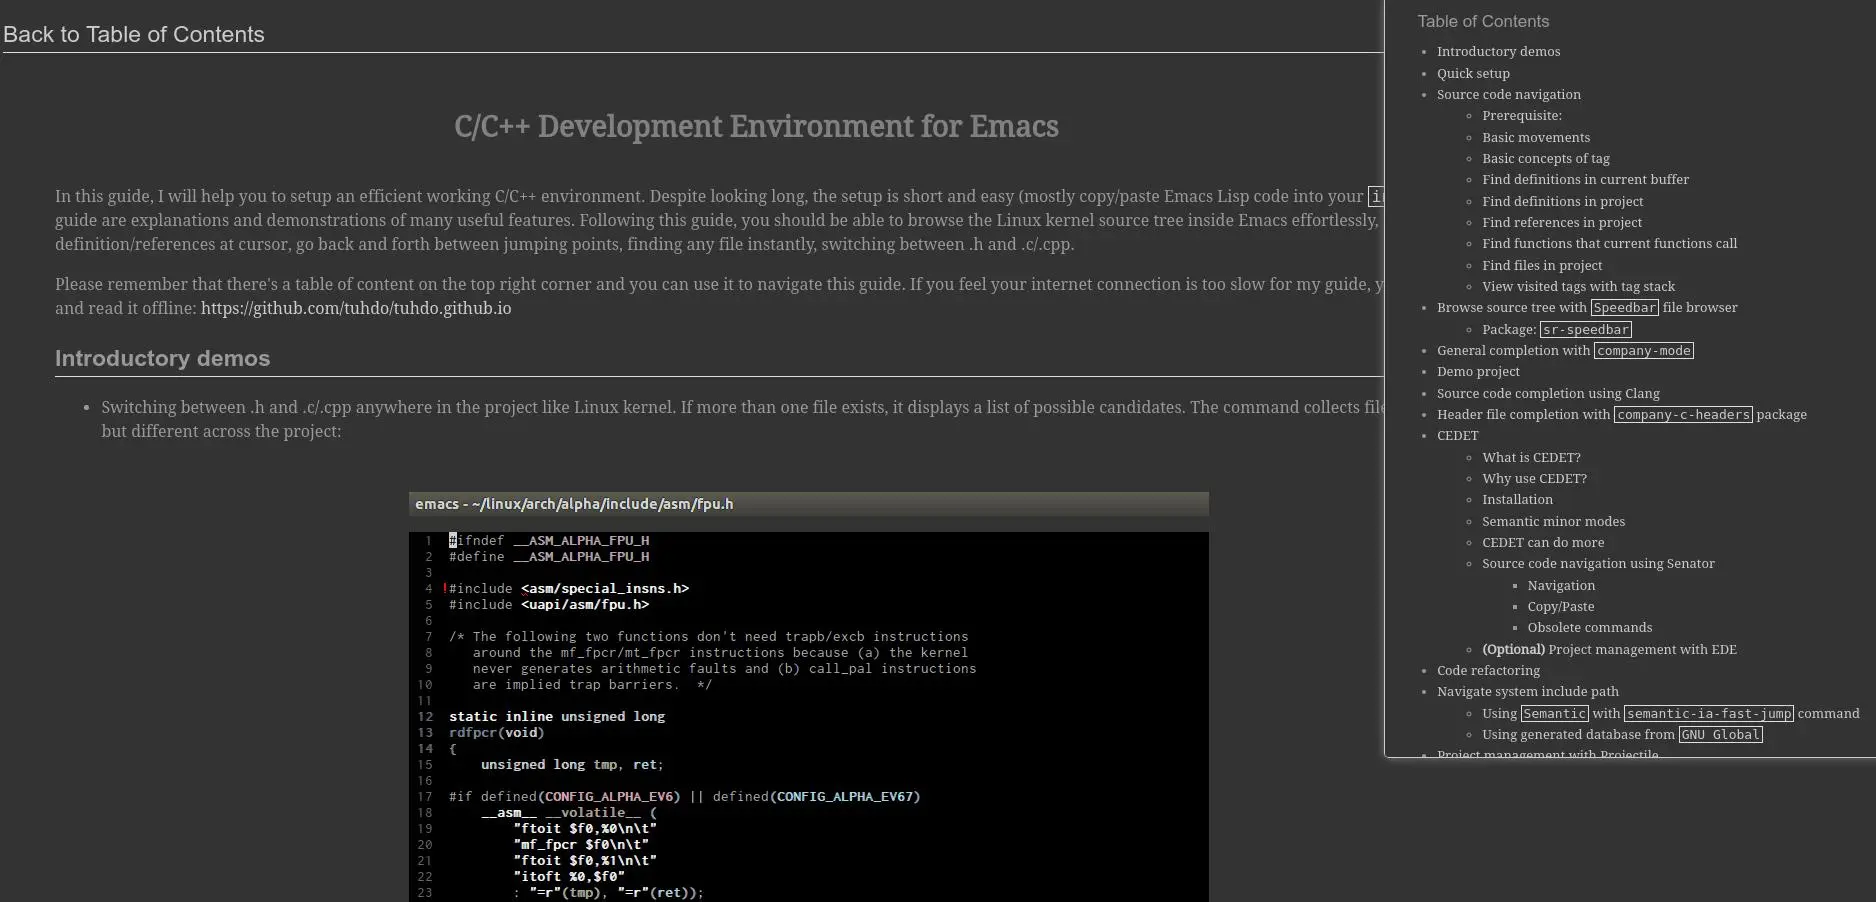 Back to Table of Contents
C/C++ Development Environment for Emacs
In this guide, I will help you to setup an efficient working C/C++ environment. Despite looking long, the setup is short and easy (mostly copy/paste Emacs Lisp code into your
guide are explanations and demonstrations of many useful features. Following this guide, you should be able to browse the Linux kernel source tree inside Emacs effortlessly,
definition/references at cursor, go back and forth between jumping points, finding any file instantly, switching between .h and .c/.cpp.
Please remember that there's a table of content on the top right corner and you can use it to navigate this guide. If you feel your internet connection is too slow for my guide,
and read it offline: https://github.com/tuhdo/tuhdo.github.io
Introductory demos
• Switching between .h and .c/.cpp anywhere in the project like Linux kernel. If more than one file exists, it displays a list of possible candidates. The command collects
but different across the project:
emacs - ~/linux/arch/alpha/include/asm/fpu.h
1 #ifndef __ASM_ALPHA_FPU_H
2 #define __ASM_ALPHA_FPU_H
3
4 !#include <asm/special_insns.h>
5 #include <uapi/asm/fpu.h>
6
7 /* The following two functions don't need trapb/excb instructions
8 around the mf_fpcr/mt_fpcr instructions because (a) the kernel
9 never generates arithmetic faults and (b) call_pal instructions
10 are implied trap barriers. */
11
12 static inline unsigned long
13 rdfpcr(void)
14 {
15 unsigned long tmp, ret;
16
17 #if defined(CONFIG_ALPHA_EV6) || defined(CONFIG_ALPHA_EV67)
18 __asm__ __volatile__ (
19 "ftoit $f0,%0\n\t"
20 "mf_fpcr $f0\n\t"
21 "ftoit $f0,%1\n\t"
22 "itoft %0,$f0"
23 : "=r"(tmp), "=r"(ret));
Table of Contents
• Introductory demos
• Quick setup
• Source code navigation
◦ Prerequisite:
◦ Basic movements
◦ Basic concepts of tag
◦ Find definitions in current buffer
◦ Find definitions in project
◦ Find references in project
◦ Find functions that current functions call
◦ Find files in project
◦ View visited tags with tag stack
• Browse source tree with Speedbar file browser
◦ Package: sr-speedbar
• General completion with company-mode
• Demo project
• Source code completion using Clang
• Header file completion with company-c-headers package
• CEDET
◦ What is CEDET?
◦ Why use CEDET?
◦ Installation
◦ Semantic minor modes
◦ CEDET can do more
◦ Source code navigation using Senator
▪ Navigation
▪ Copy/Paste
▪ Obsolete commands
◦ (Optional) Project management with EDE
• Code refactoring
• Navigate system include path
◦ Using Semantic with semantic-ia-fast-jump command
◦ Using generated database from GNU Global
• Project management with Projectile